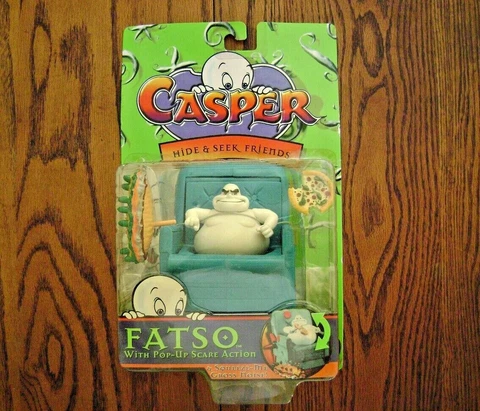 CASPER
HIDE & SEEK FRIENDS
FATSO
WITH POP-UP SCARE ACTION